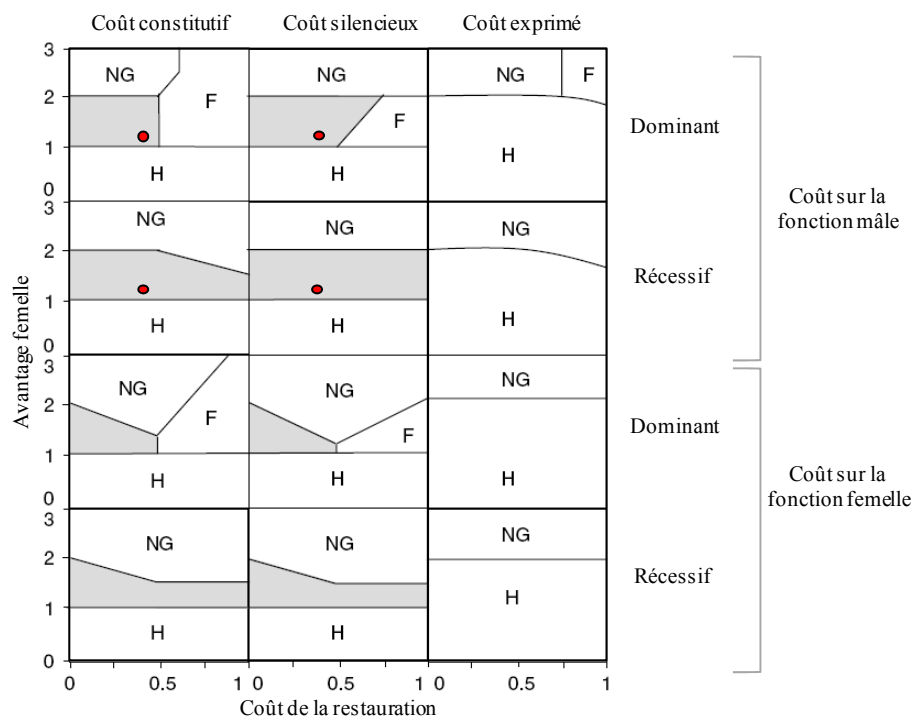 Coût constitutif Coût silencieux Coût exprimé
3 NG F
2
1
H
0
NG F
H
NG F
H
Dominant
3 NG
2
1
H
0
NG
H
NG
H
Récessif
Coût sur la
fonction mâle
3 NG
2 F
1
H
0
NG
F
H
NG
H
Dominant
3 NG
2
1
H
0
NG
H
NG
H
Récessif
Coût sur la
fonction femelle
Avantage femelle
0 0.5 1 0 0.5 1 0 0.5 1
Coût de la restauration